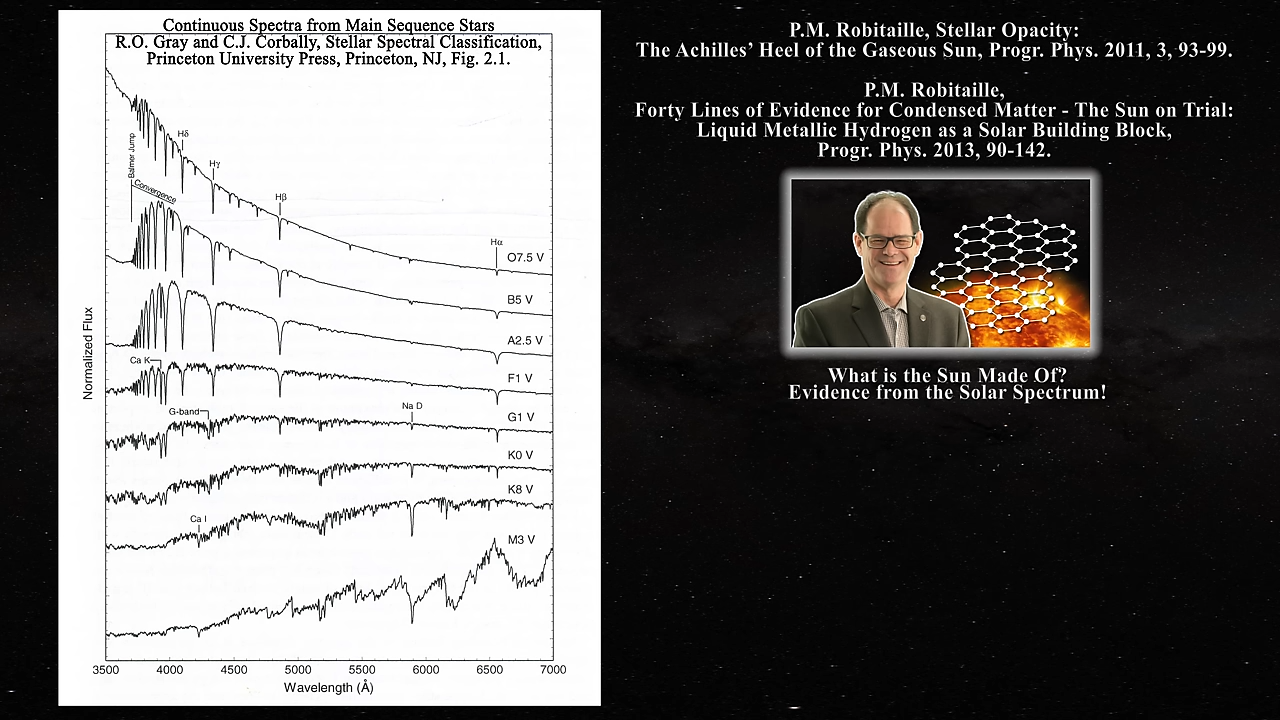 Continuous Spectra from Main Sequence Stars
R.O. Gray and C.J. Corbally, Stellar Spectral Classification,
Princeton University Press, Princeton, NJ, Fig. 2.1.
Balmer Jump
Convergence
Hδ
Hγ
Hβ
Hα
O7.5 V
B5 V
A2.5 V
Ca K
F1 V
G-band
Na D
G1 V
K0 V
K8 V
Ca I
M3 V
Normalized Flux
3500 4000 4500 5000 5500 6000 6500 7000
Wavelength (Å)
P.M. Robitaille, Stellar Opacity:
The Achilles' Heel of the Gaseous Sun, Progr. Phys. 2011, 3, 93-99.
P.M. Robitaille,
Forty Lines of Evidence for Condensed Matter - The Sun on Trial:
Liquid Metallic Hydrogen as a Solar Building Block,
Progr. Phys. 2013, 90-142.
What is the Sun Made Of?
Evidence from the Solar Spectrum!